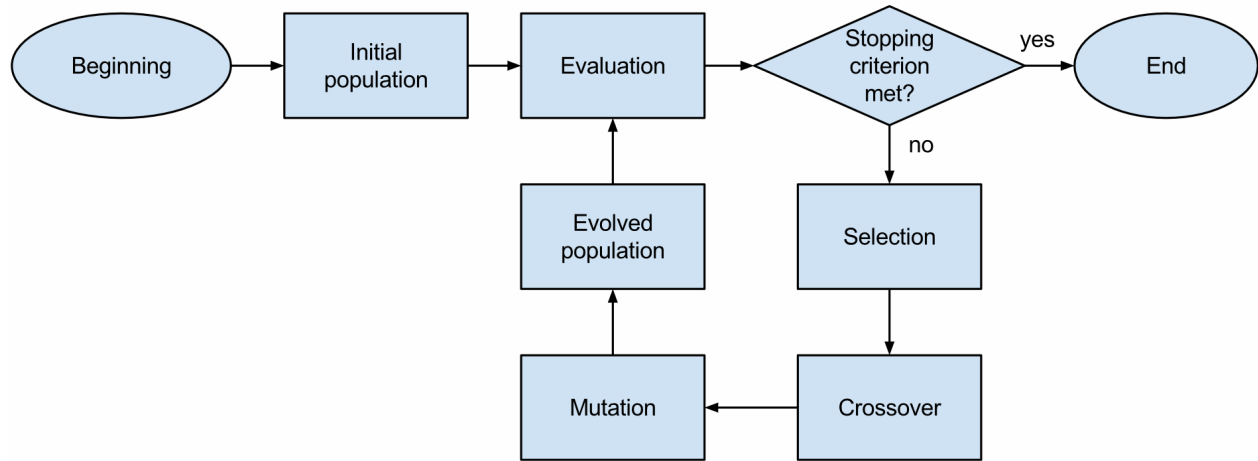 Beginning
Initial
population
Evaluation
Stopping
criterion
met?
yes
End
no
Evolved
population
Selection
Mutation
Crossover